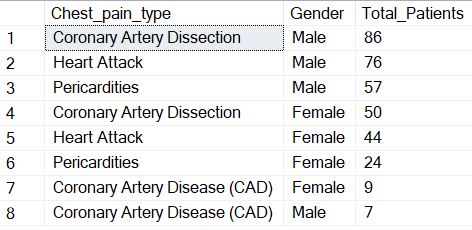 Chest_pain_type Gender Total_Patients
1 Coronary Artery Dissection Male 86
2 Heart Attack Male 76
3 Pericardities Male 57
4 Coronary Artery Dissection Female 50
5 Heart Attack Female 44
6 Pericardities Female 24
7 Coronary Artery Disease (CAD) Female 9
8 Coronary Artery Disease (CAD) Male 7